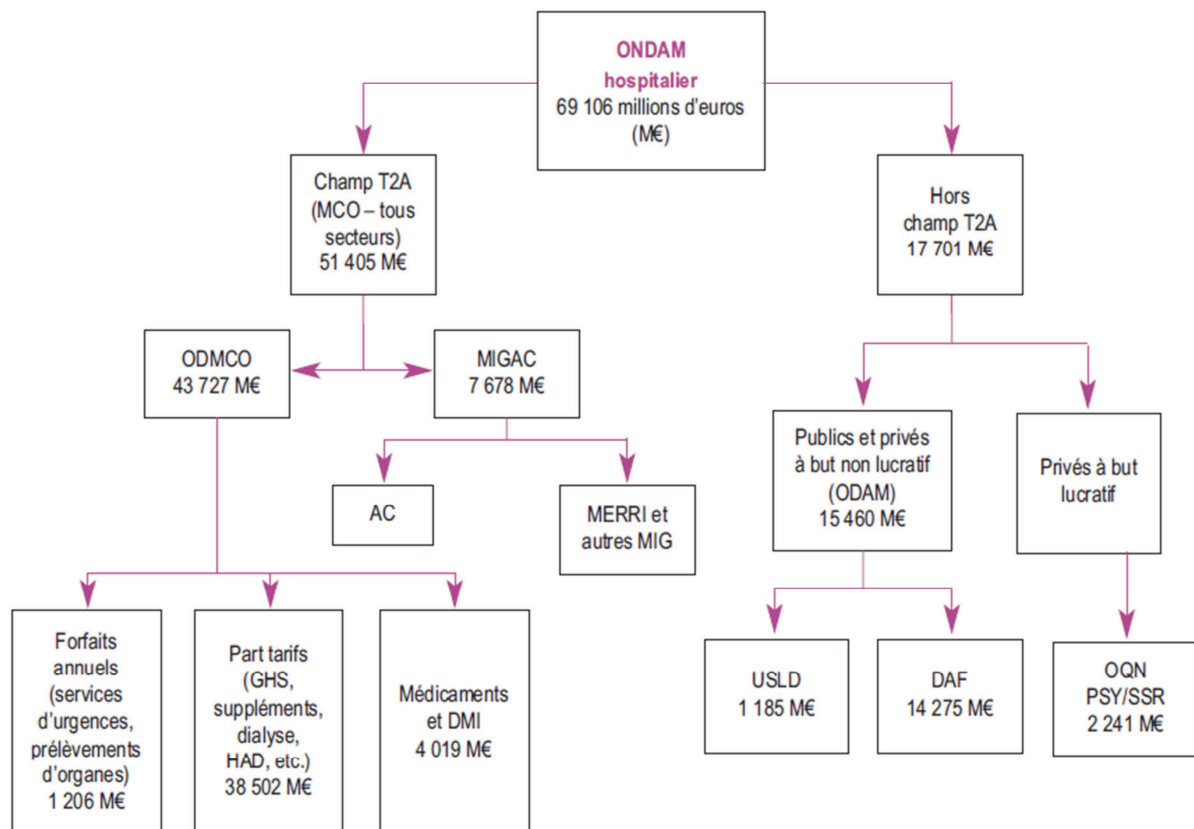 ONDAM
hospitalier
69 106 millions d'euros
(M€)
Champ T2A
(MCO – tous
secteurs)
51 405 M€
Hors
champ T2A
17 701 M€
ODMCO
43 727 M€
MIGAC
7 678 M€
Publics et privés
à but non lucratif
(ODAM)
15 460 M€
Privés à but
lucratif
AC
MERRI et
autres MIG
Forfaits
annuels
(services
d'urgences,
prélèvements
d'organes)
1 206 M€
Part tarifs
(GHS,
suppléments,
dialyse,
HAD, etc.)
38 502 M€
Médicaments
et DMI
4 019 M€
USLD
1 185 M€
DAF
14 275 M€
OQN
PSY/SSR
2 241 M€